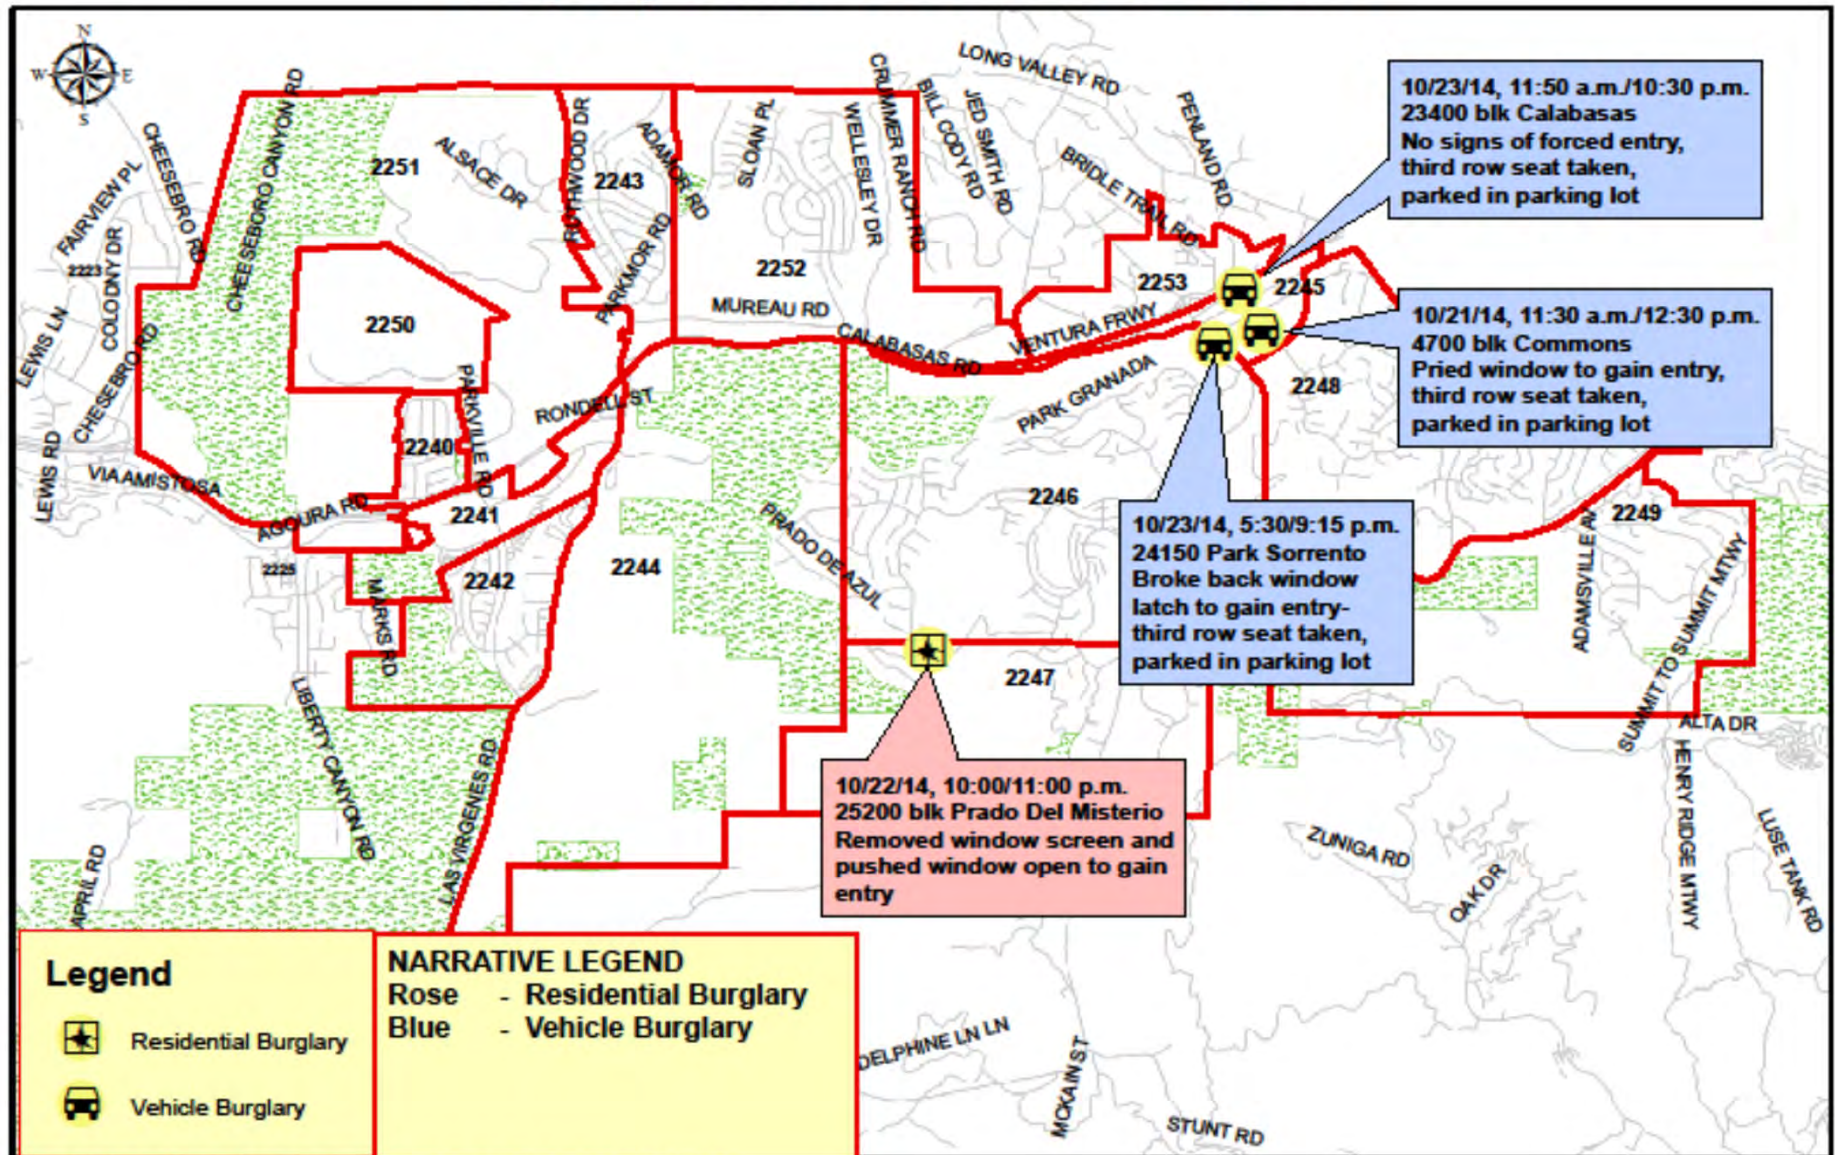 N
W E
S
LONG VALLEY RD
CHEESEBRO RD
CHEESEBORO CANYON RD
FAIRVIEW PL
COLODNY DR
2223
LEWIS LN
CHESEBRO RD
LEWIS RD
VIA AMISTOSA
AGOURA RD
2225
2251
ALSACE DR
2243
ADAMOR RD
PARKMOR RD
SLOAN PL
WELLESLEY DR
CRUMMER RANCH RD
BILL CODY RD
JED SMITH RD
PENLAND RD
BRIDLE TRAIL RD
2252
MUREAU RD
2253
2245
2250
CALABASAS RD
VENTURA FRWY
PARK GRANADA
2248
PARKVILLE RD
RONDELL ST
2240
2241
2242
2244
2246
2249
PRADO DE AZUL
ADAMSVILLE AV
SUMMIT TO SUMMIT MTWY
MARKS RD
LIBERTY CANYON RD
LAS VIRGENES RD
APRIL RD
2247
ALTA DR
HENRY RIDGE MTWY
LUSE TANK RD
ZUNIGA RD
OAK DR
DELPHINE LN LN
MCKAIN ST
STUNT RD
10/23/14, 11:50 a.m./10:30 p.m.
23400 blk Calabasas
No signs of forced entry,
third row seat taken,
parked in parking lot
10/21/14, 11:30 a.m./12:30 p.m.
4700 blk Commons
Pried window to gain entry,
third row seat taken,
parked in parking lot
10/23/14, 5:30/9:15 p.m.
24150 Park Sorrento
Broke back window
latch to gain entry-
third row seat taken,
parked in parking lot
10/22/14, 10:00/11:00 p.m.
25200 blk Prado Del Misterio
Removed window screen and
pushed window open to gain
entry
Legend
Residential Burglary
Vehicle Burglary
NARRATIVE LEGEND
Rose - Residential Burglary
Blue - Vehicle Burglary